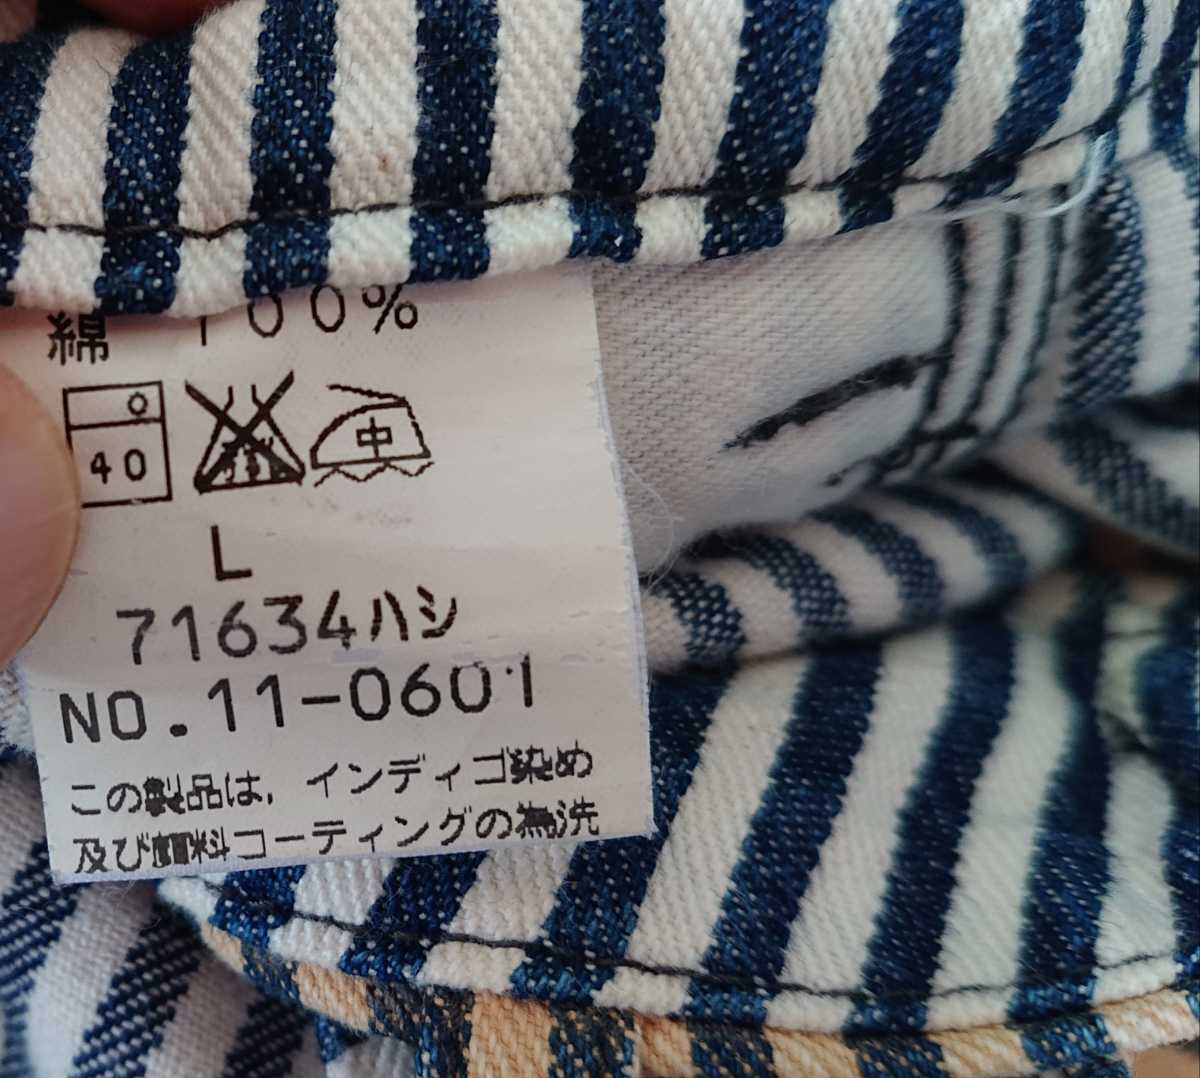 綿 100%
40
中
L
71634ハシ
NO.11-0601
この製品は,インディゴ染め
及び顔料コーティングの為洗